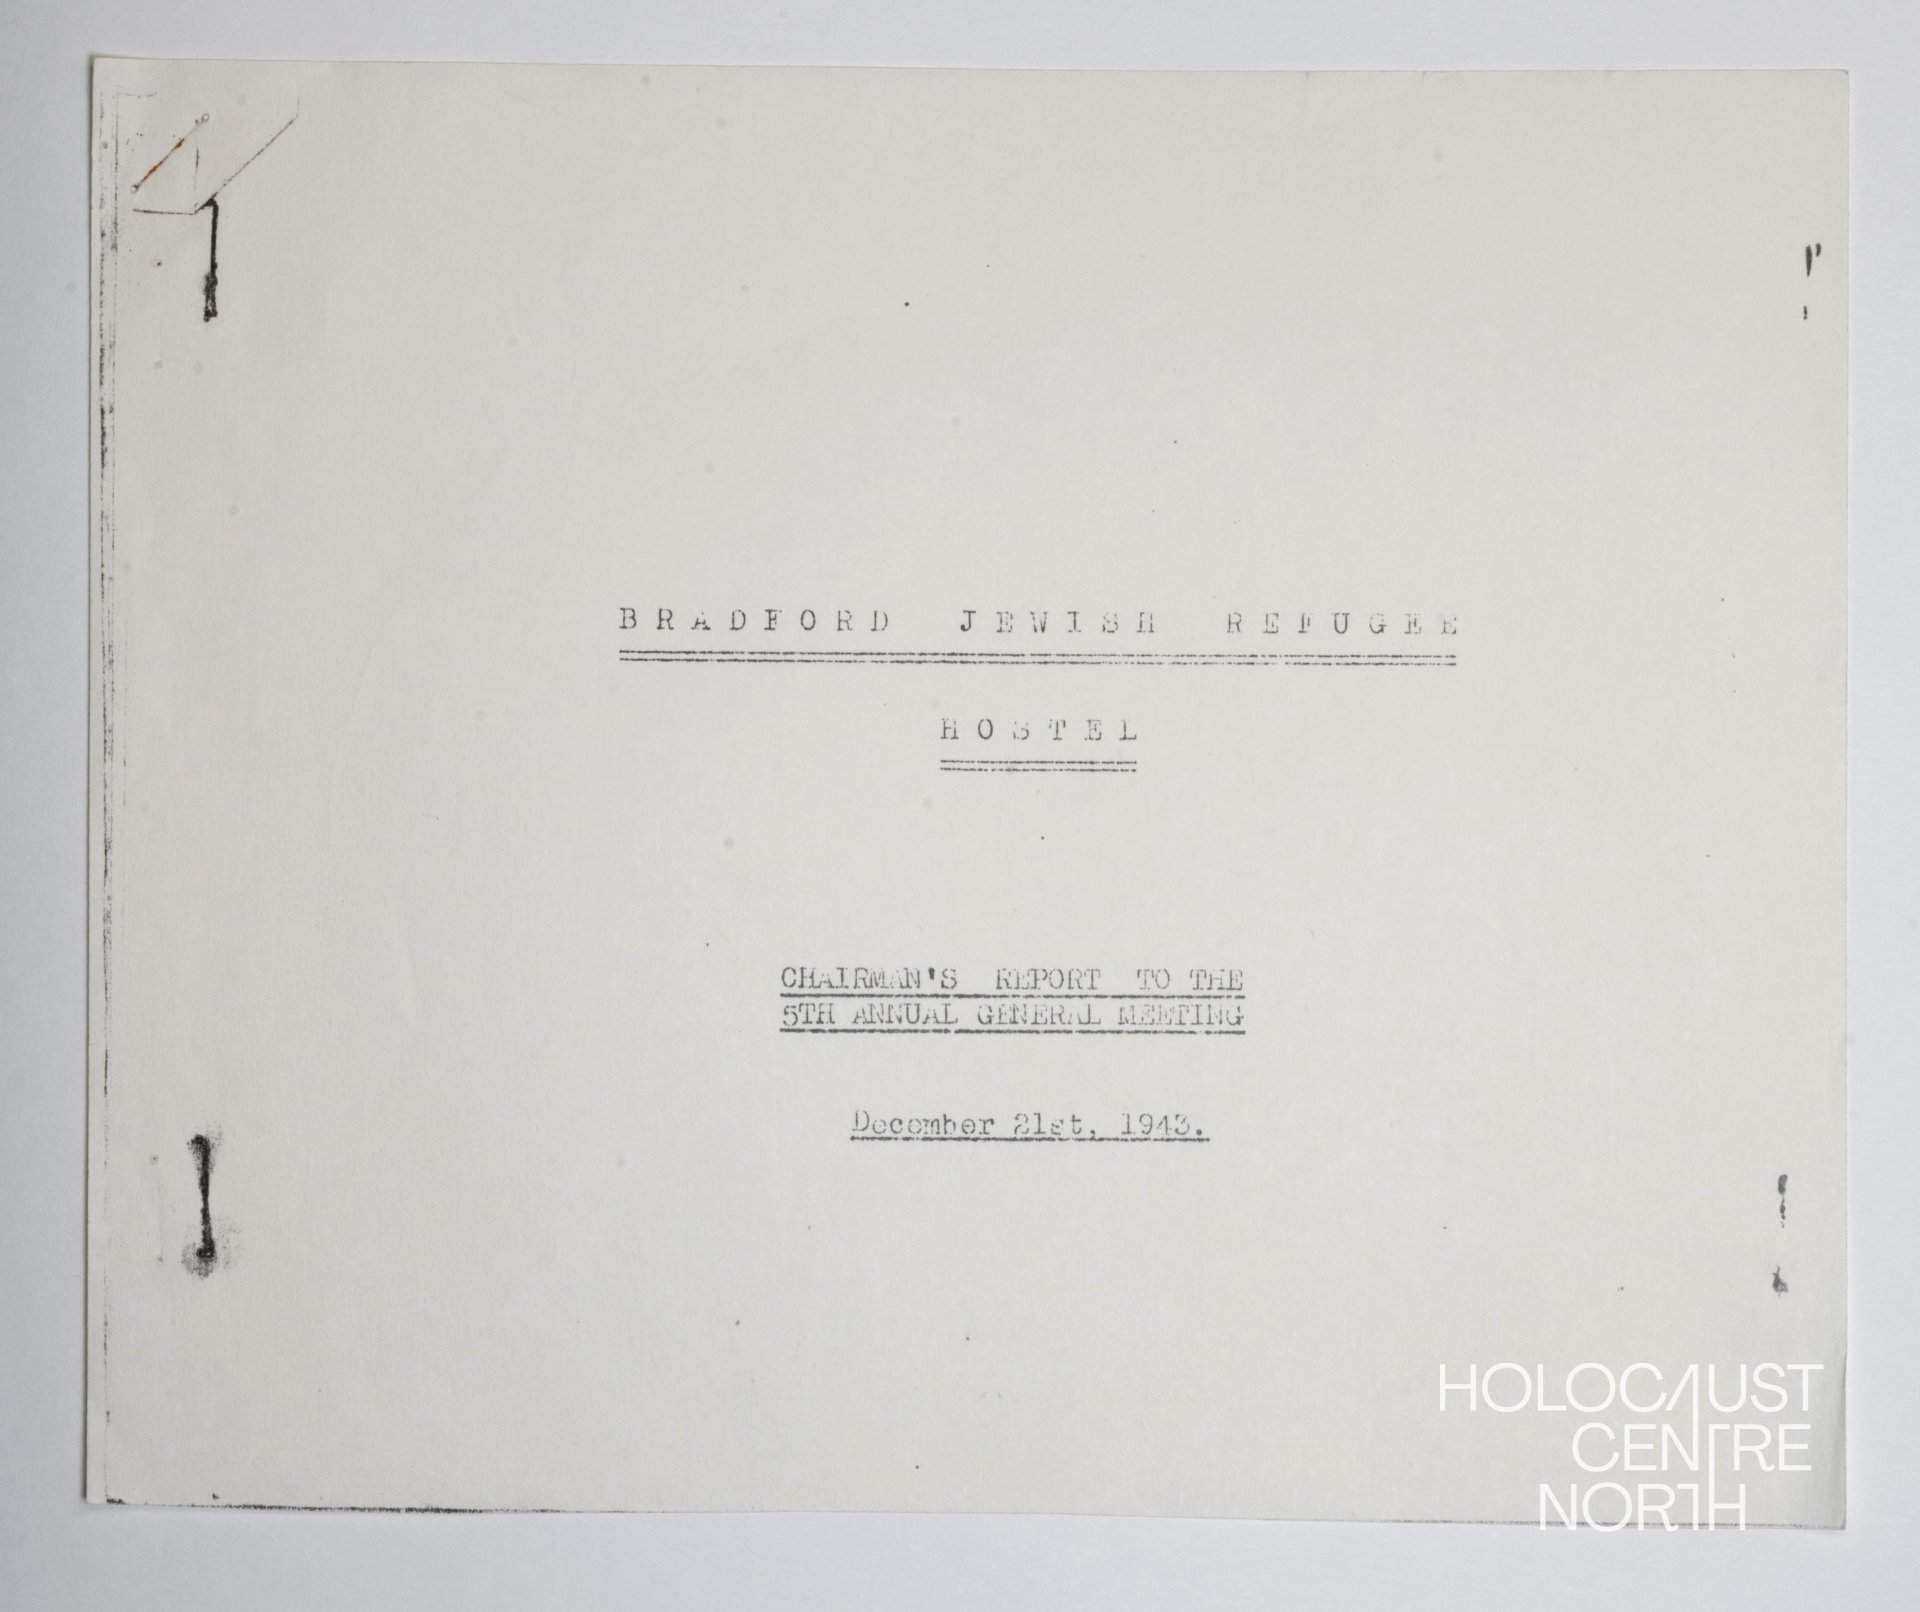 BRADFORD JEWISH REFUGEE
HOSTEL
CHAIRMAN'S REPORT TO THE
5TH ANNUAL GENERAL MEETING
December 21st, 1943.
HOLOCAUST
CENTRE
NORTH